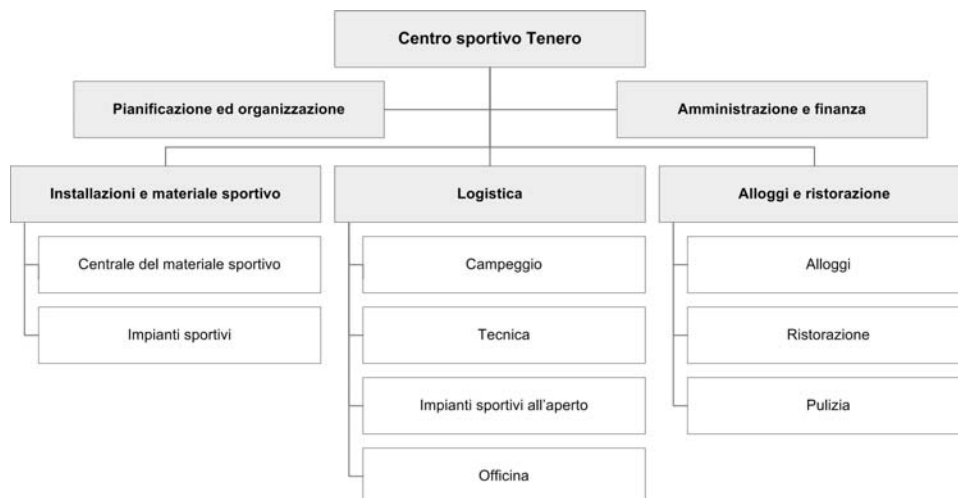 Centro sportivo Tenero
Pianificazione ed organizzazione
Amministrazione e finanza
Installazioni e materiale sportivo
Logistica
Alloggi e ristorazione
Centrale del materiale sportivo
Campeggio
Alloggi
Impianti sportivi
Tecnica
Ristorazione
Impianti sportivi all’aperto
Pulizia
Officina